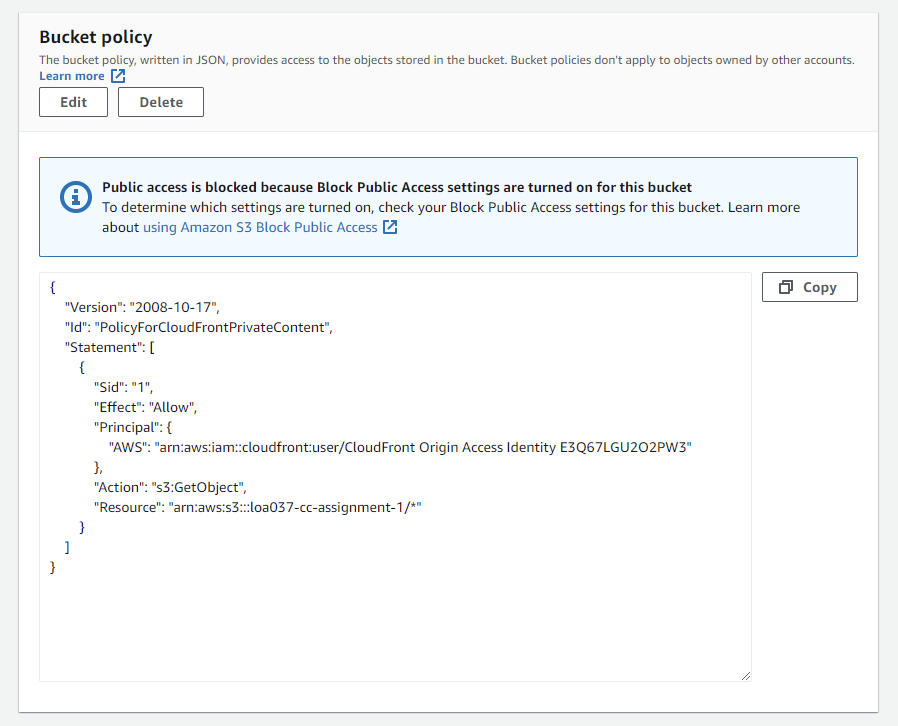 Bucket policy
The bucket policy, written in JSON, provides access to the objects stored in the bucket. Bucket policies don't apply to objects owned by other accounts.
Learn more
Edit
Delete
Public access is blocked because Block Public Access settings are turned on for this bucket
To determine which settings are turned on, check your Block Public Access settings for this bucket. Learn more
about using Amazon S3 Block Public Access
Copy
{
    "Version": "2008-10-17",
    "Id": "PolicyForCloudFrontPrivateContent",
    "Statement": [
        {
            "Sid": "1",
            "Effect": "Allow",
            "Principal": {
                "AWS": "arn:aws:iam::cloudfront:user/CloudFront Origin Access Identity E3Q67LGU2O2PW3"
            },
            "Action": "s3:GetObject",
            "Resource": "arn:aws:s3:::loa037-cc-assignment-1/*"
        }
    ]
}